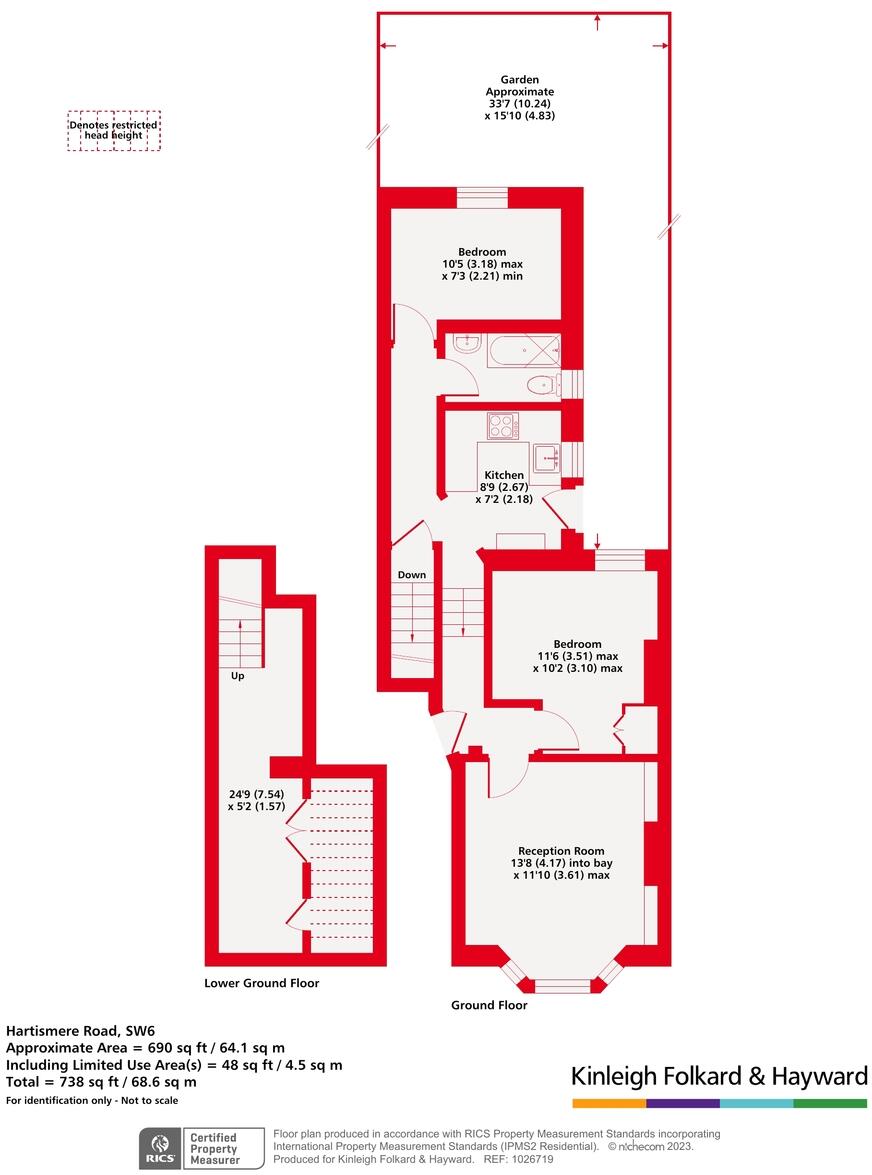 Garden
Approximate
33'7 (10.24)
x 15'10 (4.83)
Denotes restricted
head height
Bedroom
10'5 (3.18) max
x 7'3 (2.21) min
Kitchen
8'9 (2.67)
x 7'2 (2.18)
Down
Bedroom
11'6 (3.51) max
x 10'2 (3.10) max
Up
24'9 (7.54)
x 5'2 (1.57)
Reception Room
13'8 (4.17) into bay
x 11'10 (3.61) max
Lower Ground Floor
Ground Floor
Hartismere Road, SW6
Approximate Area = 690 sq ft / 64.1 sq m
Including Limited Use Area(s) = 48 sq ft / 4.5 sq m
Total = 738 sq ft / 68.6 sq m
For identification only - Not to scale
Kinleigh Folkard & Hayward
RICS
Certified
Property
Measurer
Floor plan produced in accordance with RICS Property Measurement Standards incorporating
International Property Measurement Standards (IPMS2 Residential). © nichecom 2023.
Produced for Kinleigh Folkard & Hayward. REF: 1026719